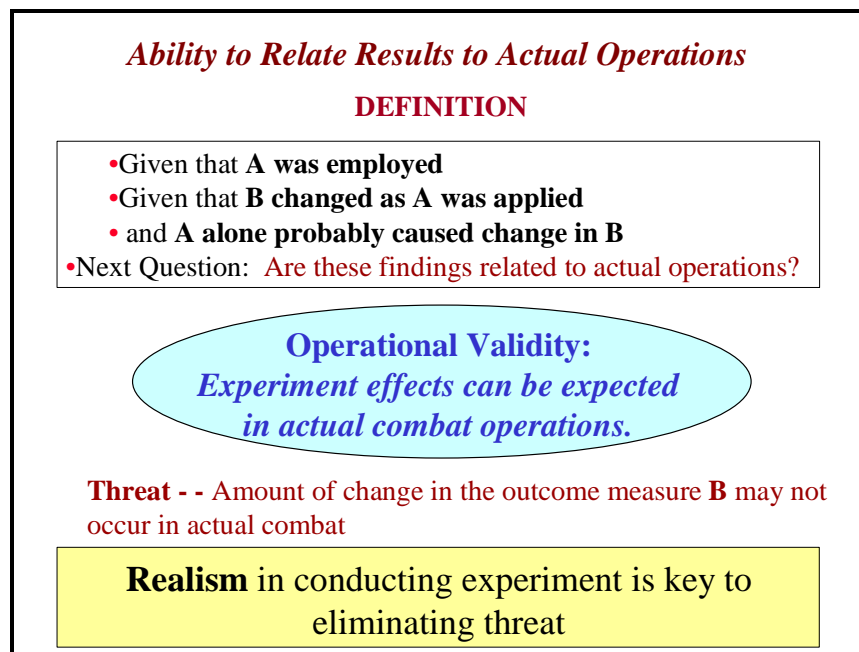 Ability to Relate Results to Actual Operations
DEFINITION
•Given that A was employed
•Given that B changed as A was applied
• and A alone probably caused change in B
•Next Question: Are these findings related to actual operations?
Operational Validity:
Experiment effects can be expected
in actual combat operations.
Threat - - Amount of change in the outcome measure B may not
occur in actual combat
Realism in conducting experiment is key to
eliminating threat